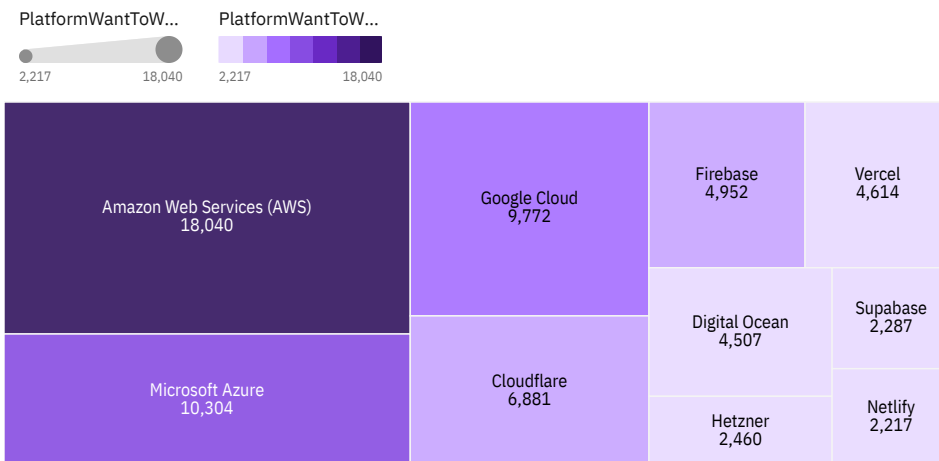 PlatformWantToW...
2,217
18,040
PlatformWantToW...
2,217
18,040
Amazon Web Services (AWS)
18,040
Microsoft Azure
10,304
Google Cloud
9,772
Cloudflare
6,881
Firebase
4,952
Vercel
4,614
Digital Ocean
4,507
Supabase
2,287
Hetzner
2,460
Netlify
2,217